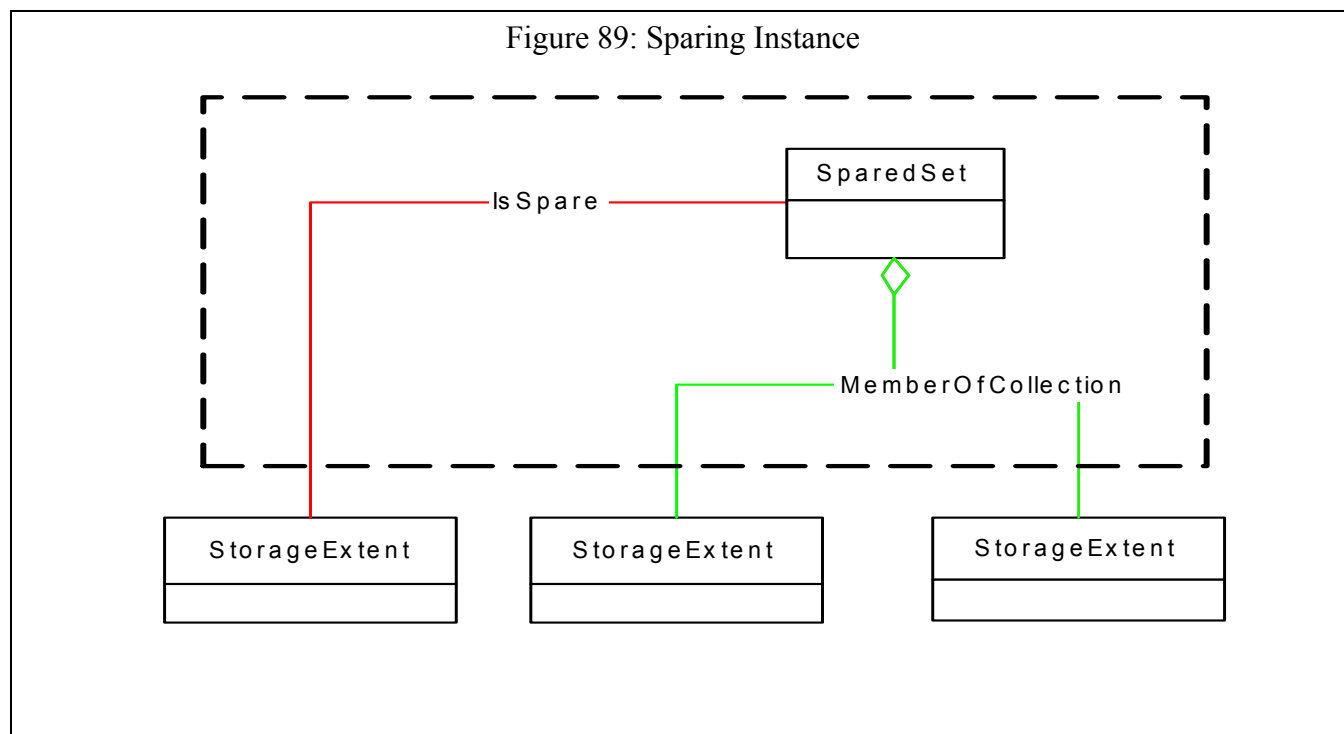 Figure 89: Sparing Instance
SparedSet
IsSpare
MemberOfCollection
StorageExtent
StorageExtent
StorageExtent